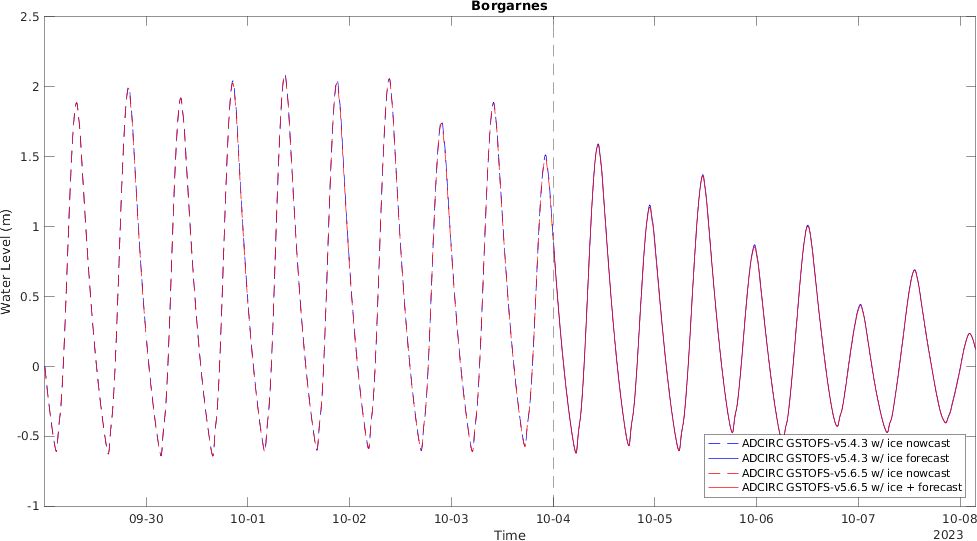 Borgarnes
2.5
2
1.5
1
0.5
0
-0.5
-1
Water Level (m)
09-30
10-01
10-02
10-03
10-04
10-05
10-06
10-07
10-08
Time
2023
ADCIRC GSTOFS-v5.4.3 w/ ice nowcast
ADCIRC GSTOFS-v5.4.3 w/ ice forecast
ADCIRC GSTOFS-v5.6.5 w/ ice nowcast
ADCIRC GSTOFS-v5.6.5 w/ ice + forecast